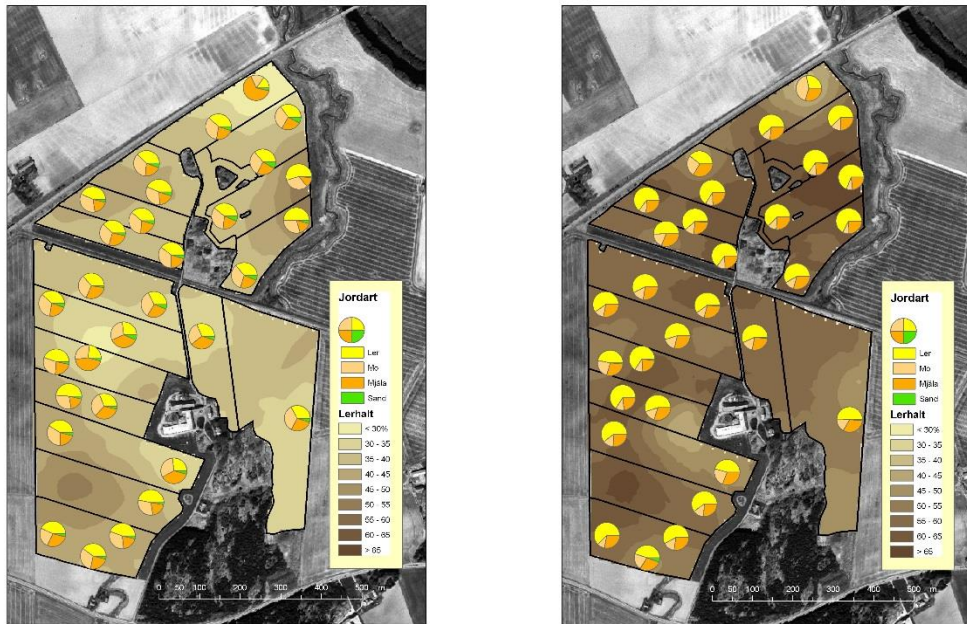 Jordart
Ler
Mo
Mjäla
Sand
Lerhalt
< 30%
30 - 35
35 - 40
40 - 45
45 - 50
50 - 55
55 - 60
60 - 65
> 65
0 50 100 200 300 400 500 m
Jordart
Ler
Mo
Mjäla
Sand
Lerhalt
< 30%
30 - 35
35 - 40
40 - 45
45 - 50
50 - 55
55 - 60
60 - 65
> 65
0 50 100 200 300 400 500 m